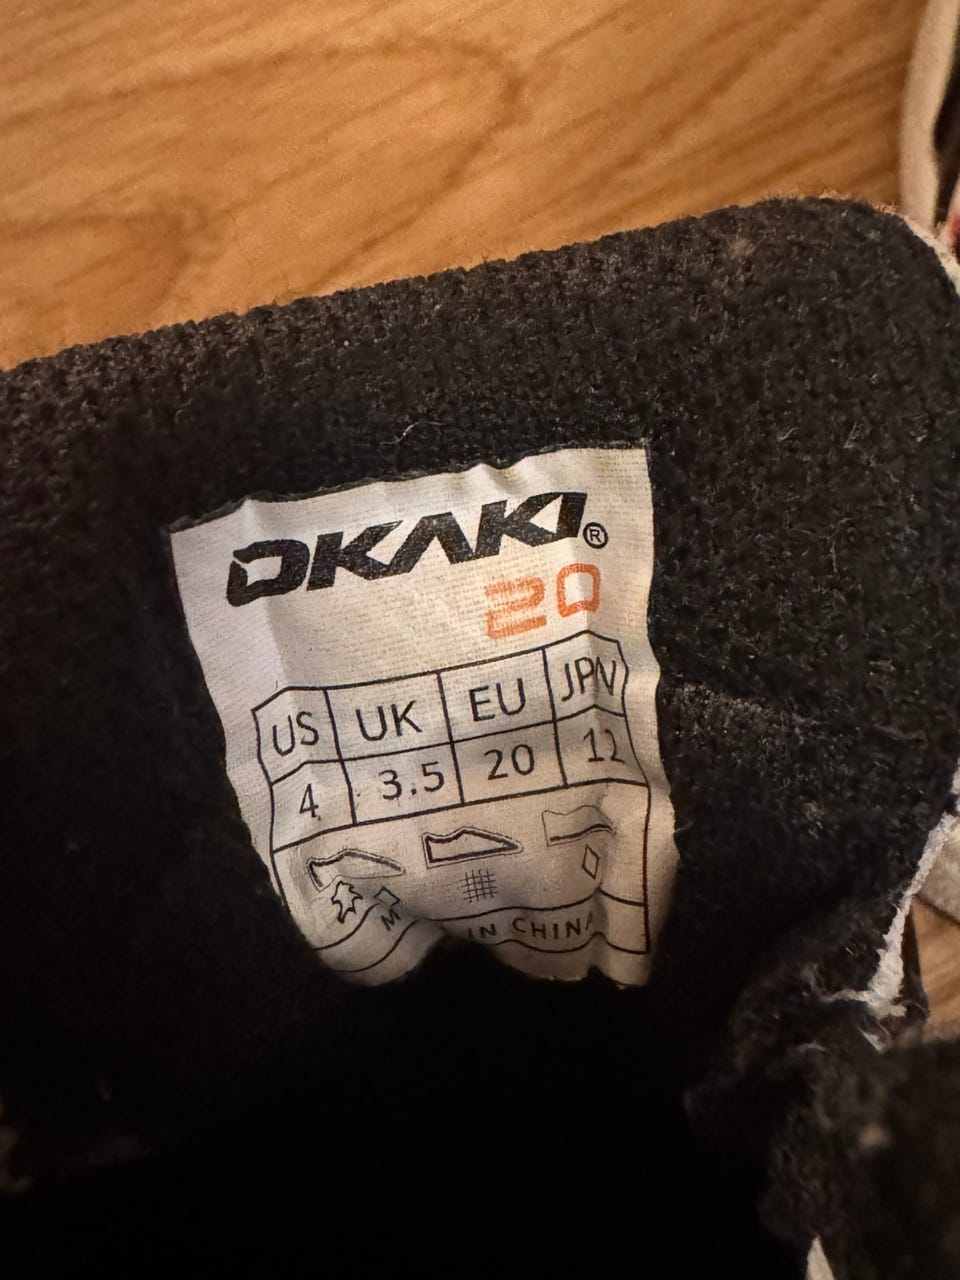 OKAKI®
20
US UK EU JPN
4 3.5 20 12
IN CHINA